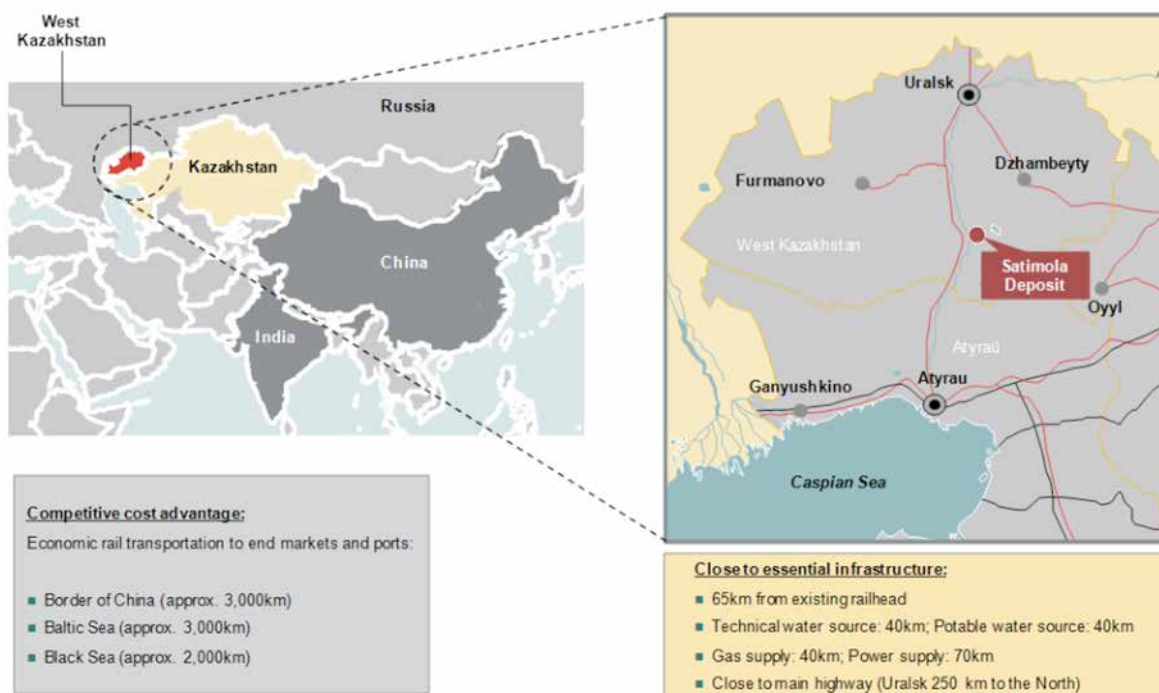 West
Kazakhstan
Russia
Kazakhstan
China
India
Uralsk
Dzhambeyty
Furmanovo
West Kazakhstan
Satimola
Deposit
Oyyl
Atyraü
Ganyushkino
Atyrau
Caspian Sea
Competitive cost advantage:
Economic rail transportation to end markets and ports:
Border of China (approx. 3,000km)
Baltic Sea (approx. 3,000km)
Black Sea (approx. 2,000km)
Close to essential infrastructure:
65km from existing railhead
Technical water source: 40km; Potable water source: 40km
Gas supply: 40km; Power supply: 70km
Close to main highway (Uralsk 250 km to the North)